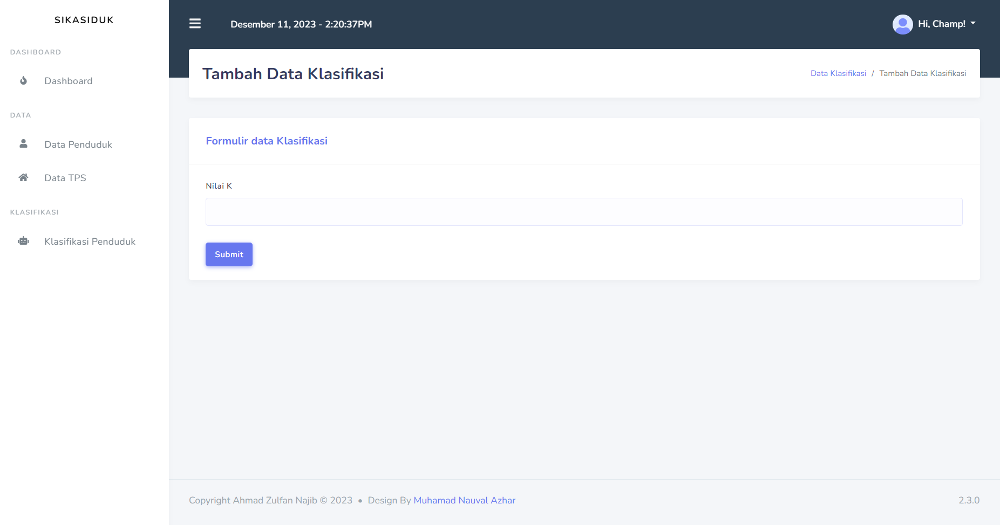 SIKASIDUK
DASHBOARD
Dashboard
DATA
Data Penduduk
Data TPS
KLASIFIKASI
Klasifikasi Penduduk
Desember 11, 2023 - 2:20:37PM
Hi, Champ!
Tambah Data Klasifikasi
Data Klasifikasi / Tambah Data Klasifikasi
Formulir data Klasifikasi
Nilai K
Submit
Copyright Ahmad Zulfan Najib © 2023 • Design By Muhamad Nauval Azhar
2.3.0